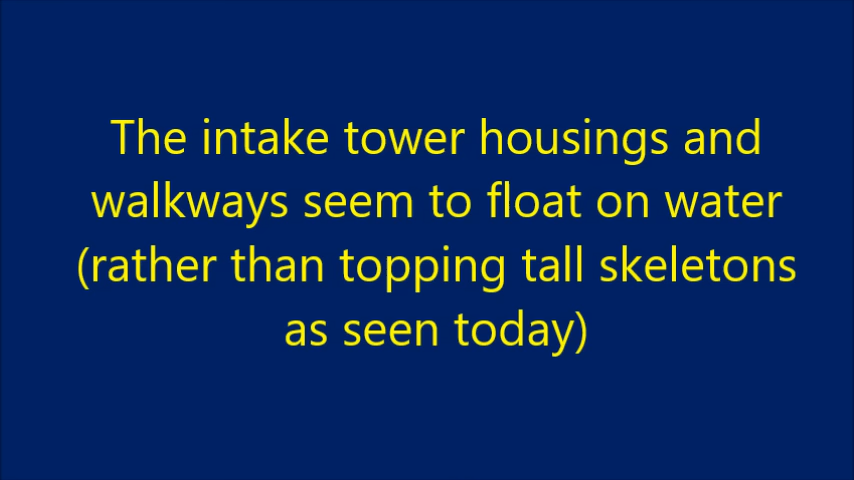 The intake tower housings and
walkways seem to float on water
(rather than topping tall skeletons
as seen today)